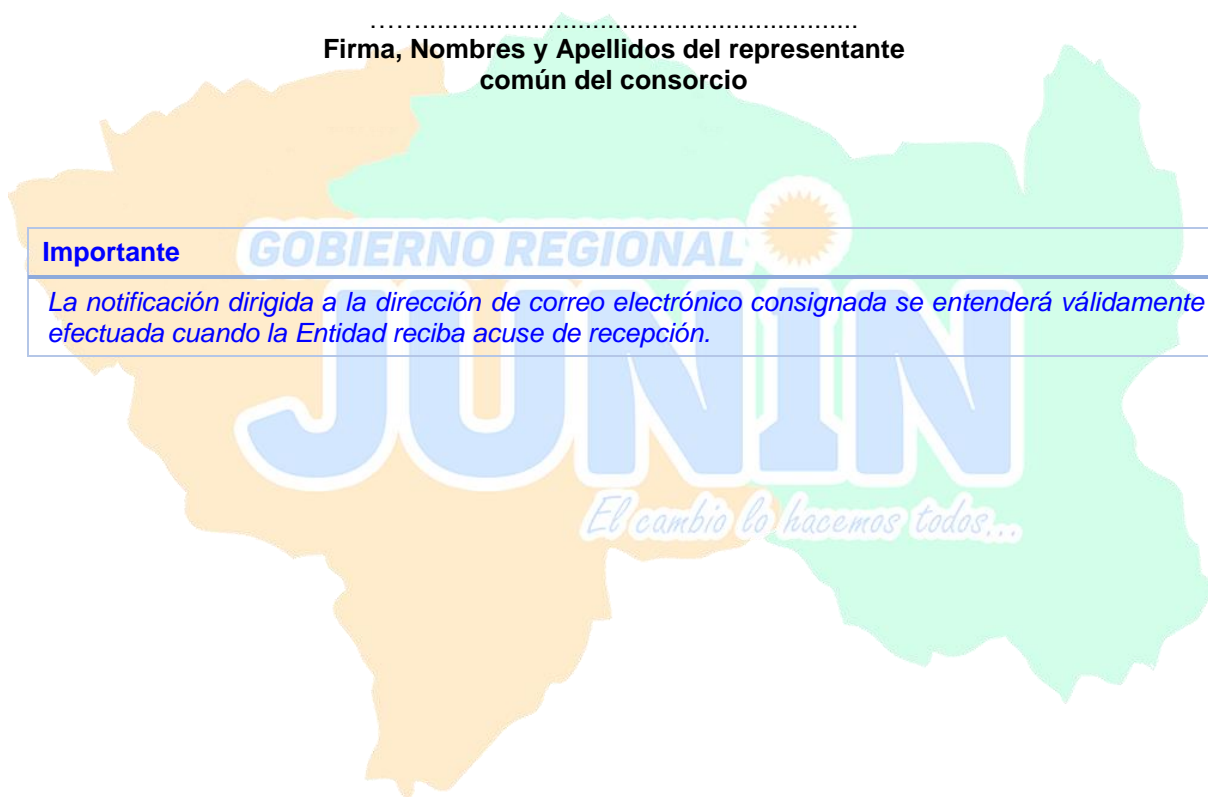 …........................................................
Firma, Nombres y Apellidos del representante
común del consorcio
Importante
GOBIERNO REGIONAL
La notificación dirigida a la dirección de correo electrónico consignada se entenderá válidamente
efectuada cuando la Entidad reciba acuse de recepción.
JUNIN
El cambio lo hacemos todos...